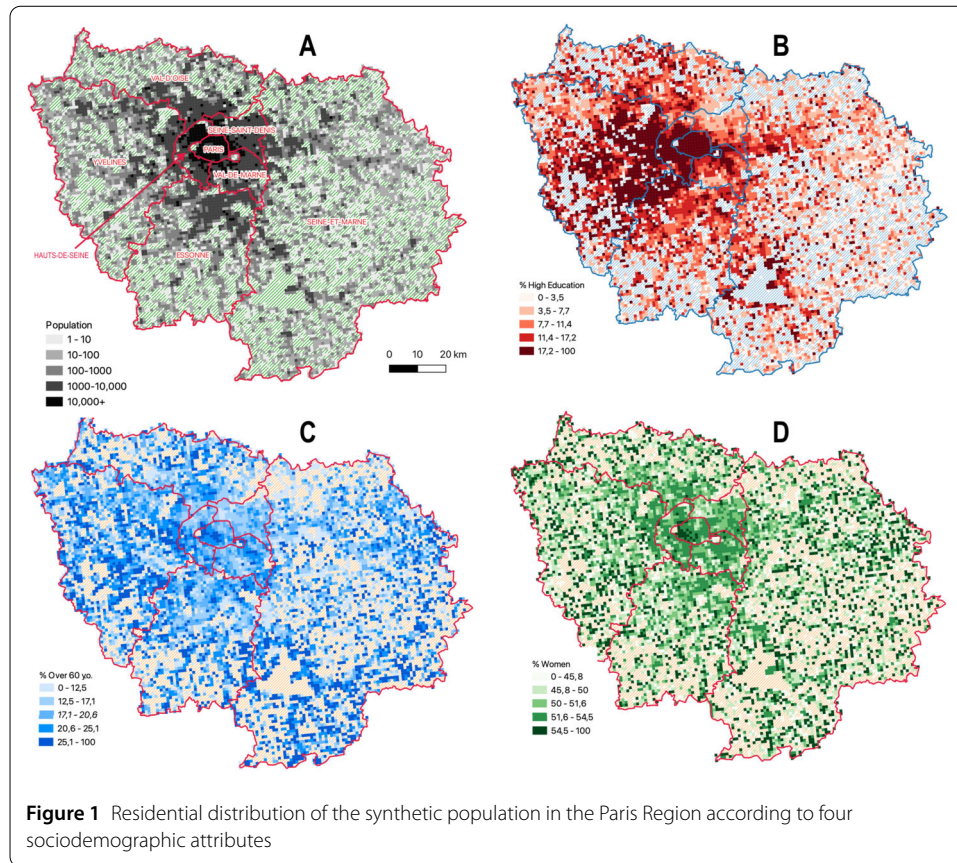 A
VAL-D'OISE
SEINE-SAINT-DENIS
PARIS
YVELINES
VAL-DE-MARNE
SEINE-ET-MARNE
HAUTS-DE-SEINE
ESSONNE
Population
1 - 10
10-100
100-1000
1000-10,000
10,000+
0 10 20 km
B
% High Education
0 - 3,5
3,5 - 7,7
7,7 - 11,4
11,4 - 17,2
17,2 - 100
C
% Over 60 y.o.
0 - 12,5
12,5 - 17,1
17,1 - 20,6
20,6 - 25,1
25,1 - 100
D
% Women
0 - 45,8
45,8 - 50
50 - 51,6
51,6 - 54,5
54,5 - 100
Figure 1 Residential distribution of the synthetic population in the Paris Region according to four
sociodemographic attributes